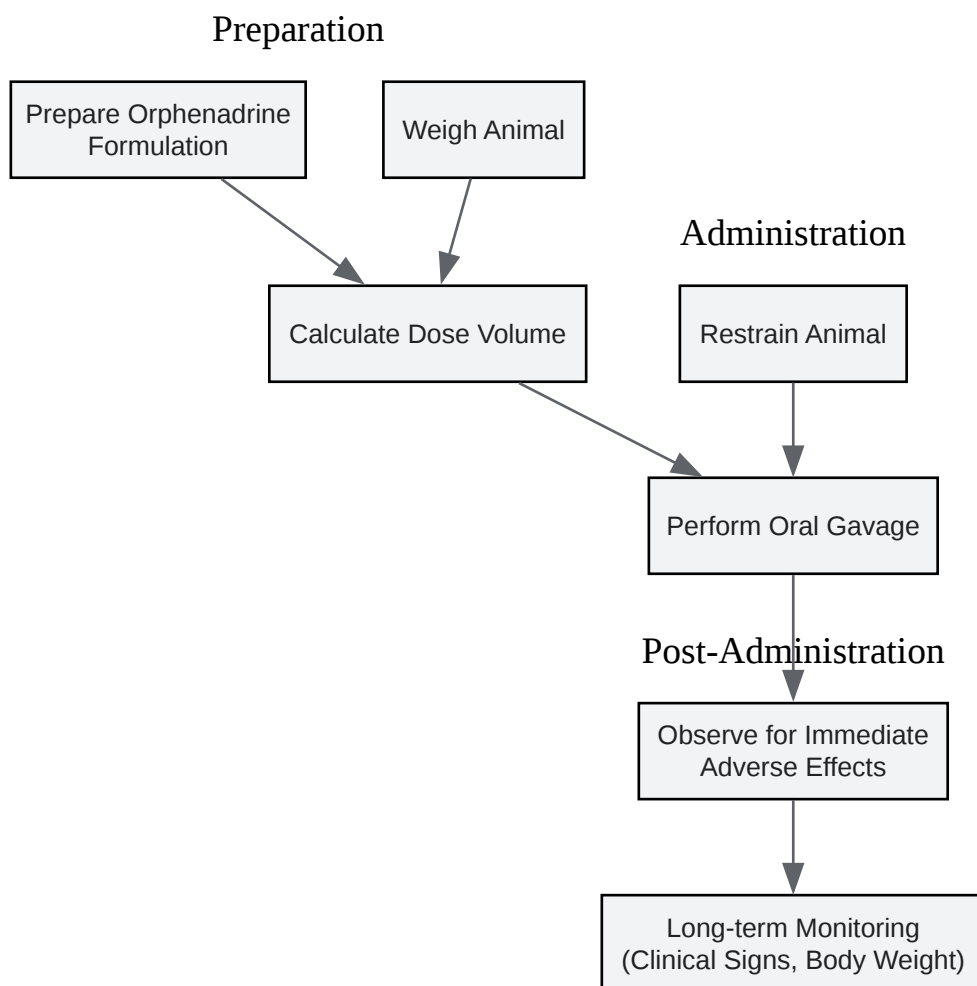 Preparation
Prepare Orphenadrine
Formulation
Weigh Animal
Administration
Calculate Dose Volume
Restrain Animal
Perform Oral Gavage
Post-Administration
Observe for Immediate
Adverse Effects
Long-term Monitoring
(Clinical Signs, Body Weight)